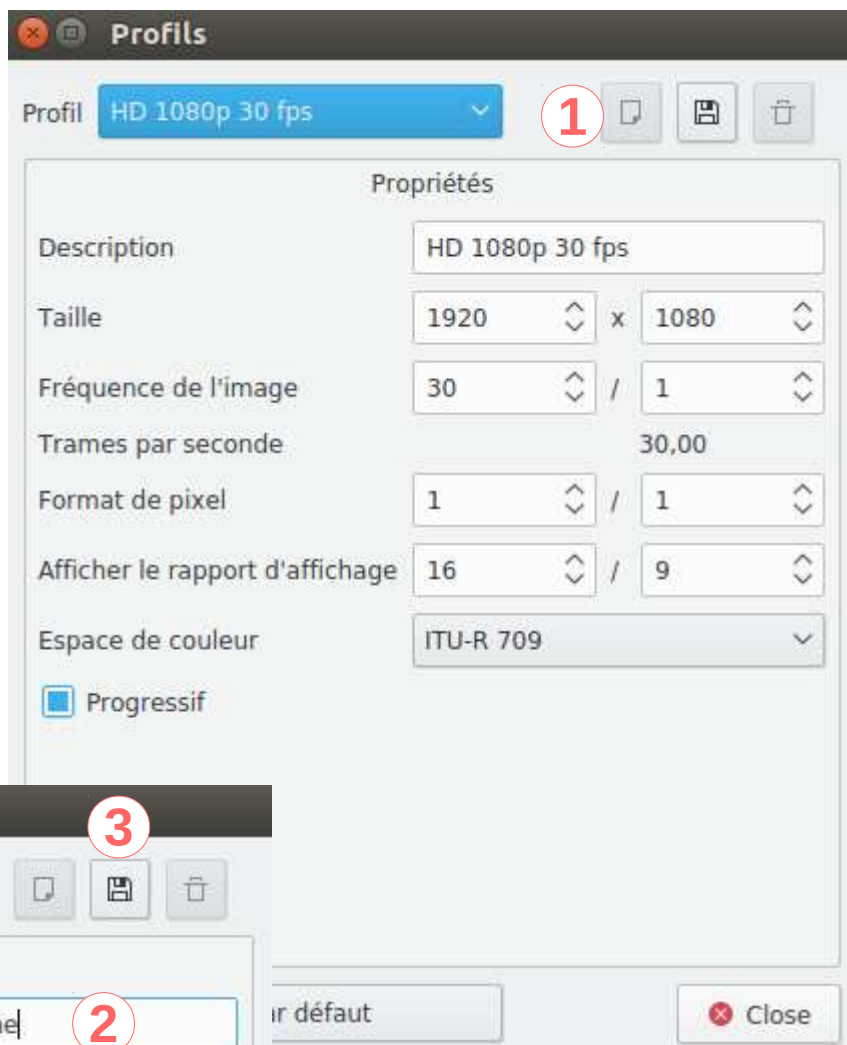 Profils
Profil HD 1080p 30 fps 1
Propriétés
Description HD 1080p 30 fps
Taille 1920 x 1080
Fréquence de l'image 30 / 1
Trames par seconde 30,00
Format de pixel 1 / 1
Afficher le rapport d'affichage 16 / 9
Espace de couleur ITU-R 709
Progressif
3
2
défaut Close